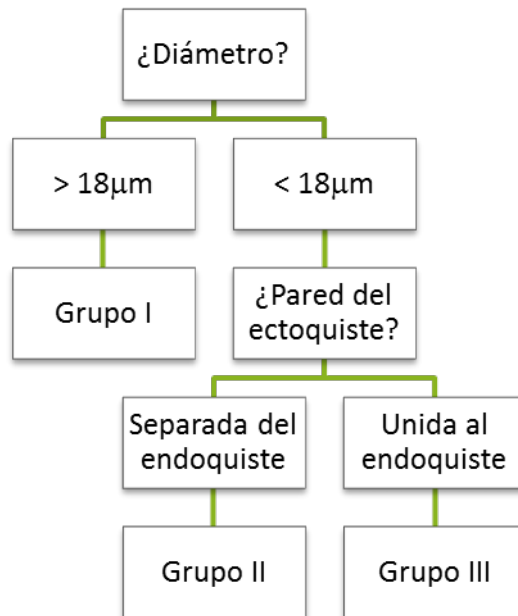 ¿Diámetro?
> 18μm
< 18μm
Grupo I
¿Pared del
ectoquiste?
Separada del
endoquiste
Unida al
endoquiste
Grupo II
Grupo III